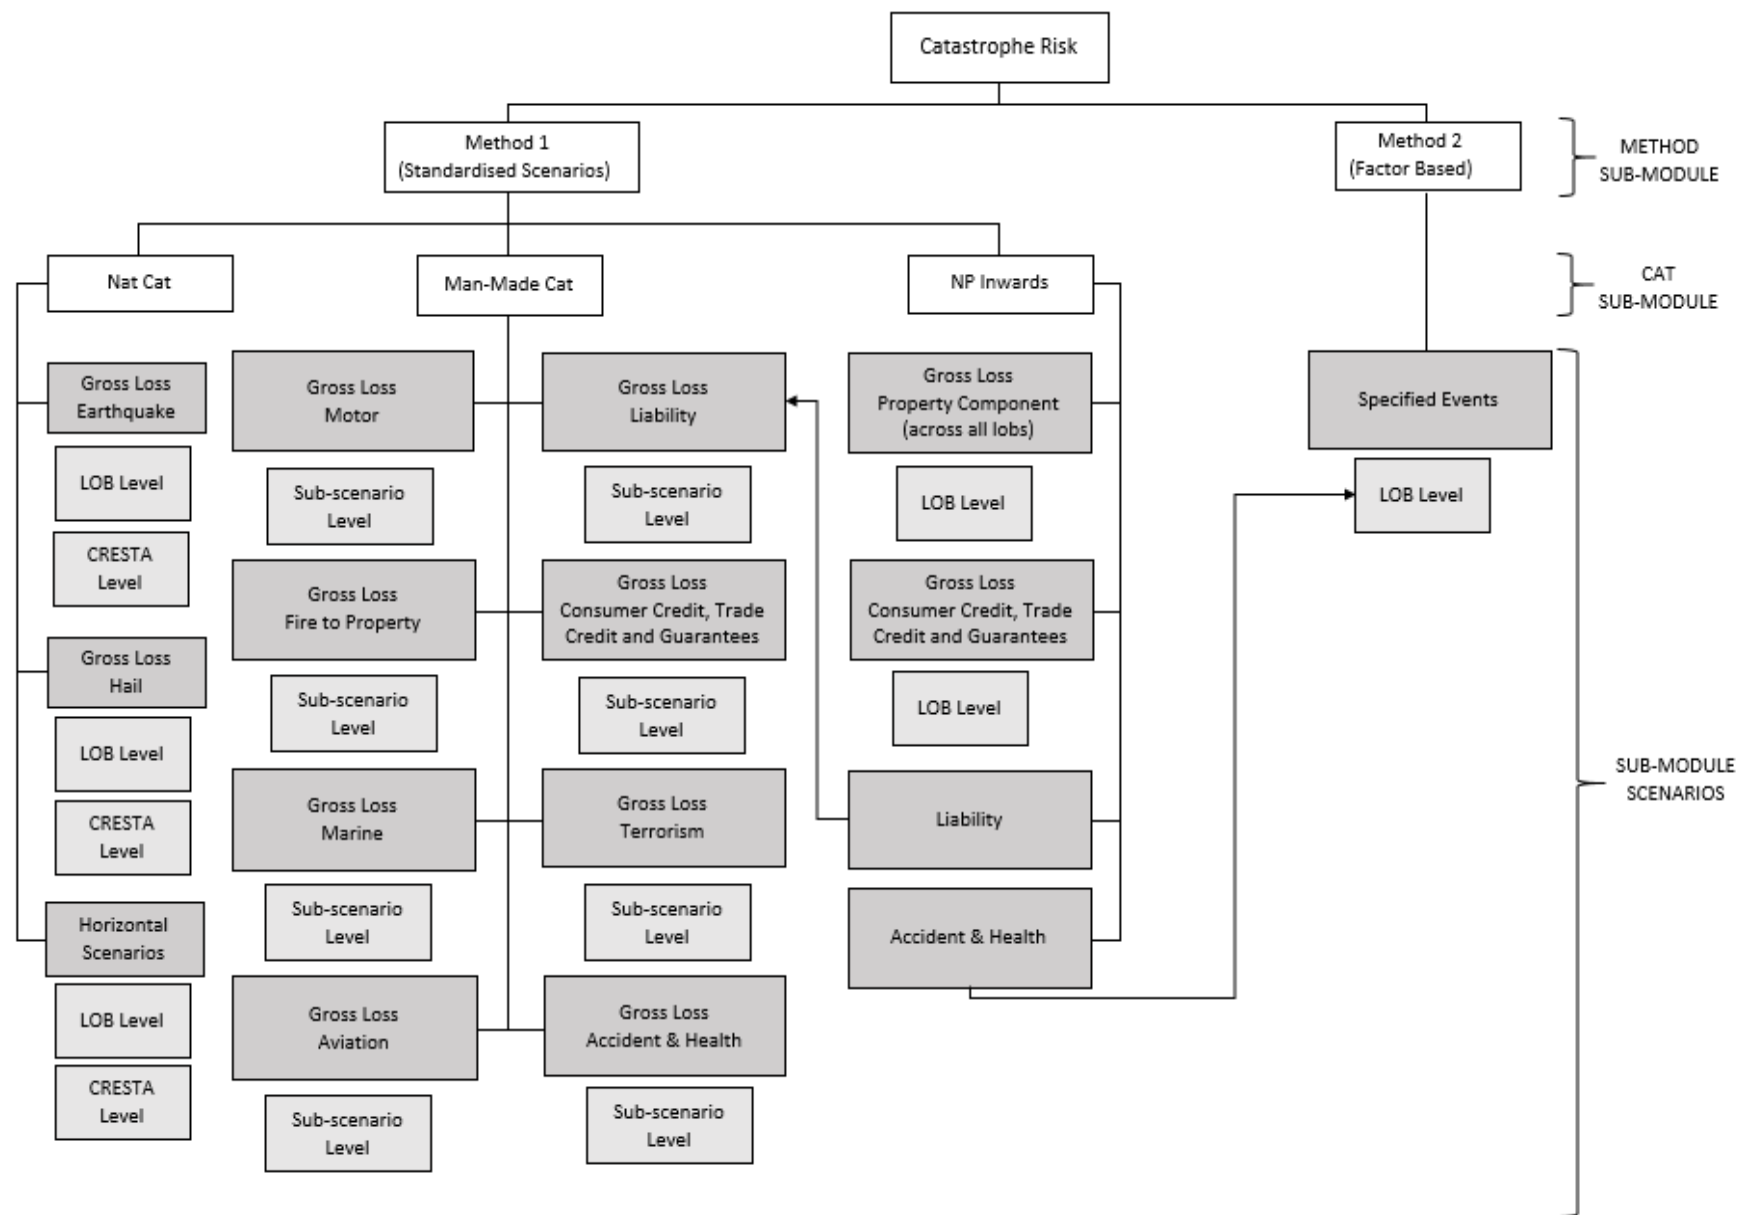 Catastrophe Risk
Method 1
(Standardised Scenarios)
Method 2
(Factor Based)
METHOD
SUB-MODULE
Nat Cat
Man-Made Cat
NP Inwards
CAT
SUB-MODULE
Gross Loss
Earthquake
LOB Level
CRESTA
Level
Gross Loss
Hail
LOB Level
CRESTA
Level
Horizontal
Scenarios
LOB Level
CRESTA
Level
Gross Loss
Motor
Sub-scenario
Level
Gross Loss
Fire to Property
Sub-scenario
Level
Gross Loss
Marine
Sub-scenario
Level
Gross Loss
Aviation
Sub-scenario
Level
Gross Loss
Liability
Sub-scenario
Level
Gross Loss
Consumer Credit, Trade
Credit and Guarantees
Sub-scenario
Level
Gross Loss
Terrorism
Sub-scenario
Level
Gross Loss
Accident & Health
Sub-scenario
Level
Gross Loss
Property Component
(across all lobs)
LOB Level
Gross Loss
Consumer Credit, Trade
Credit and Guarantees
LOB Level
Liability
Accident & Health
Specified Events
LOB Level
SUB-MODULE
SCENARIOS